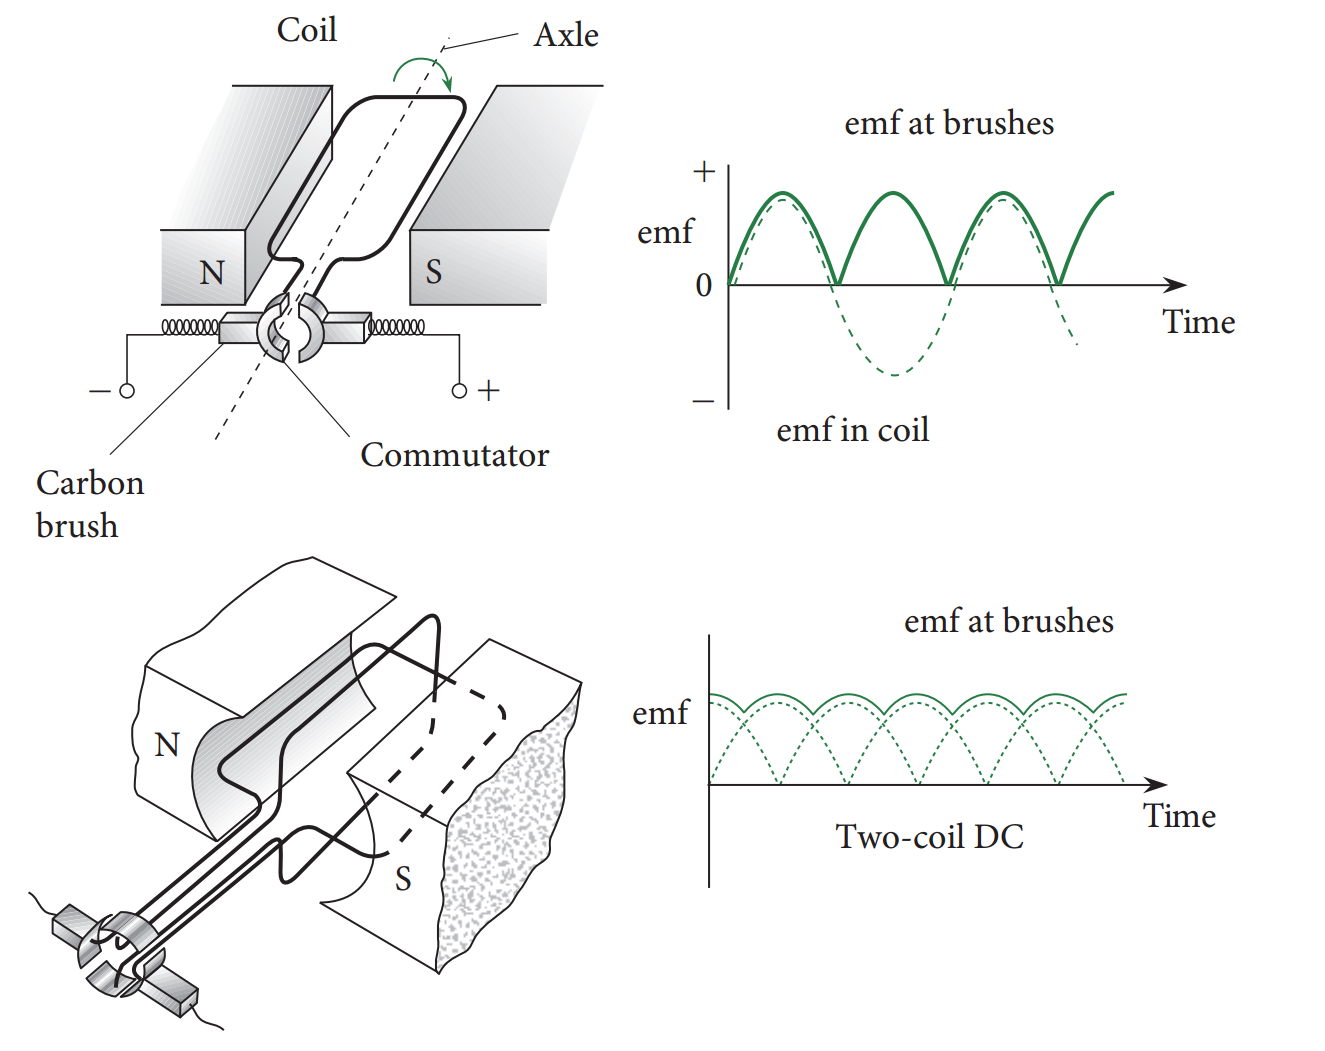 Coil
Axle
N
S
−
+
Carbon
brush
Commutator
emf at brushes
+
emf
0
−
Time
emf in coil
N
S
emf at brushes
emf
Time
Two-coil DC